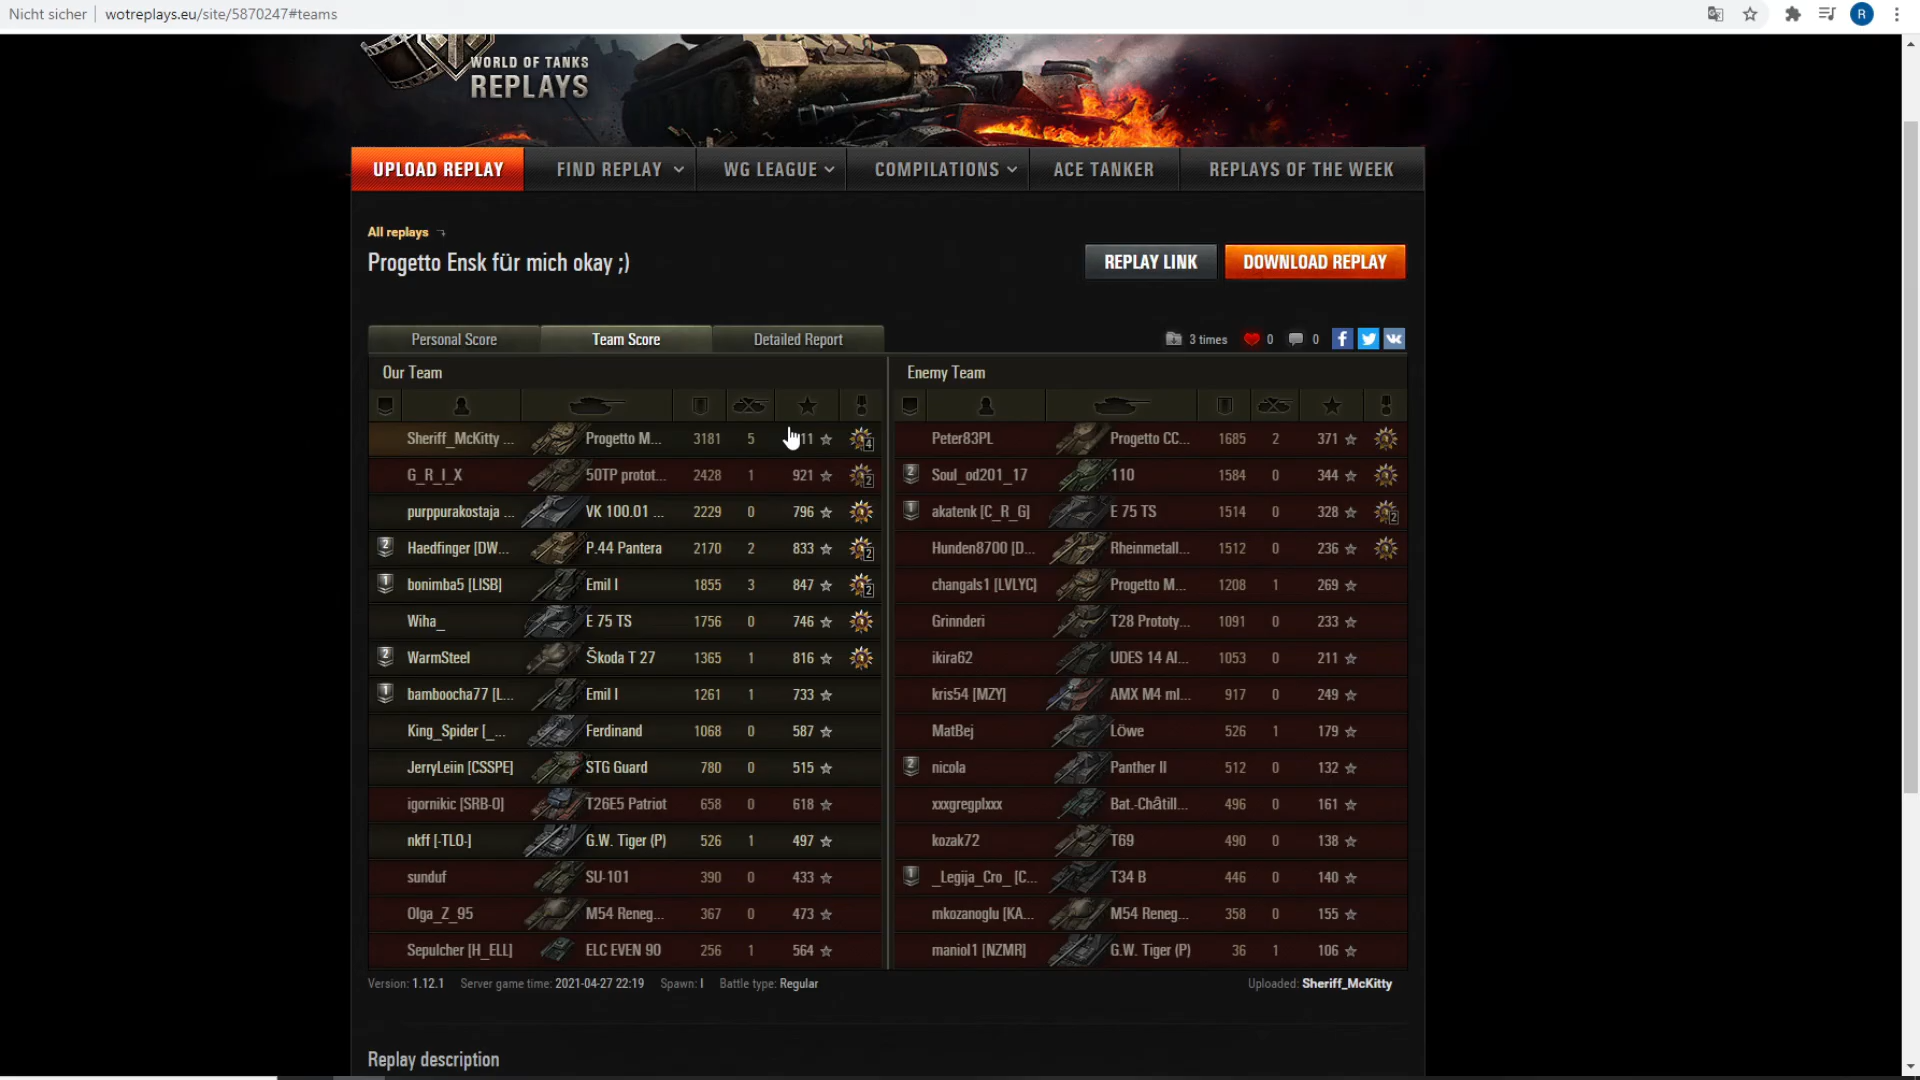 Nicht sicher wotreplays.eu/site/5870247#teams R
WORLD OF TANKS
REPLAYS
UPLOAD REPLAY FIND REPLAY WG LEAGUE COMPILATIONS ACE TANKER REPLAYS OF THE WEEK
All replays
Progetto Ensk für mich okay ;)
REPLAY LINK DOWNLOAD REPLAY
Personal Score Team Score Detailed Report 3 times 0 0
Our Team Enemy Team
Sheriff_McKitty ... Progetto M... 3181 5 4 Peter83PL Progetto CC... 1685 2 371
G_R_I_X 50TP protot... 2428 1 921 2 2 Soul_od201_17 110 1584 0 344
purppurakostaja ... VK 100.01 ... 2229 0 796 1 akatenk [C_R_G] E 75 TS 1514 0 328 2
2 Haedfinger [DW... P.44 Pantera 2170 2 833 2 Hunden8700 [D... Rheinmetall... 1512 0 236
1 bonimba5 [LISB] Emil I 1855 3 847 2 changals1 [LVLYC] Progetto M... 1208 1 269
Wiha_ E 75 TS 1756 0 746 Grinnderi T28 Prototy... 1091 0 233
2 WarmSteel Škoda T 27 1365 1 816 ikira62 UDES 14 Al... 1053 0 211
1 bamboocha77 [L... Emil I 1261 1 733 kris54 [MZY] AMX M4 ml... 917 0 249
King_Spider [_... Ferdinand 1068 0 587 MatBej Löwe 526 1 179
JerryLeiin [CSSPE] STG Guard 780 0 515 2 nicola Panther II 512 0 132
igornikic [SRB-O] T26E5 Patriot 658 0 618 xxxgregplxxx Bat.-Châtill... 496 0 161
nkff [-TLO-] G.W. Tiger (P) 526 1 497 kozak72 T69 490 0 138
sunduf SU-101 390 0 433 1 _Legija_Cro_ [C... T34 B 446 0 140
Olga_Z_95 M54 Reneg... 367 0 473 mkozanoglu [KA... M54 Reneg... 358 0 155
Sepulcher [H_ELL] ELC EVEN 90 256 1 564 maniol1 [NZMR] G.W. Tiger (P) 36 1 106
Version: 1.12.1 Server game time: 2021-04-27 22:19 Spawn: I Battle type: Regular Uploaded: Sheriff_McKitty
Replay description